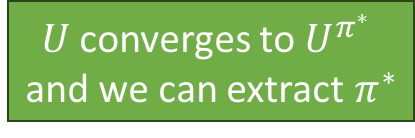 𝑈 converges to 𝑈^{𝜋^*}
and we can extract 𝜋^*